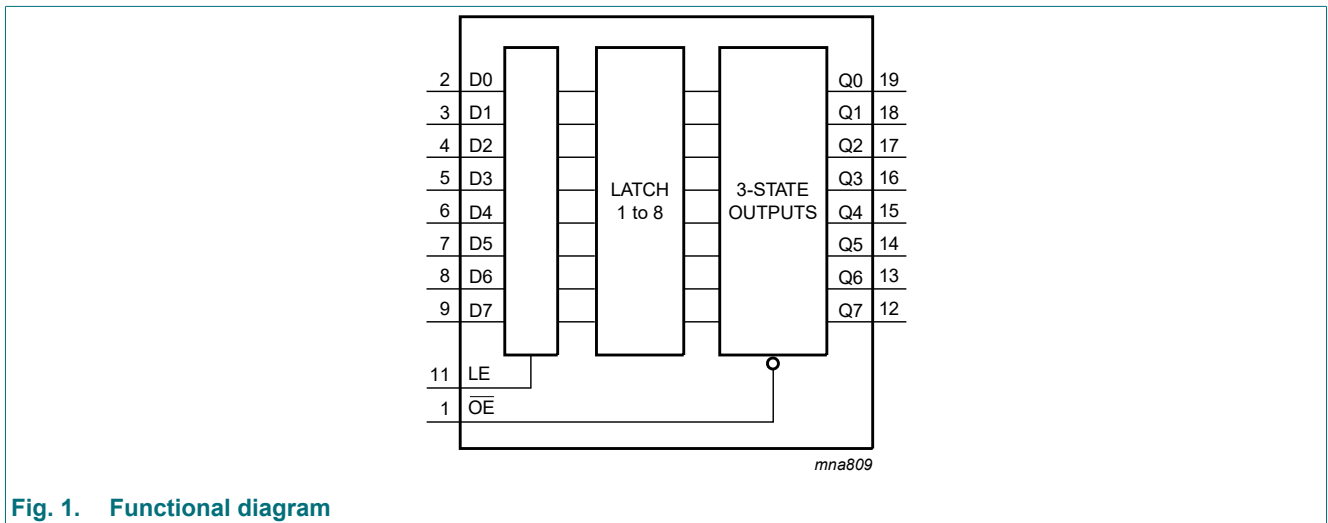 2 D0 Q0 19
3 D1 Q1 18
4 D2 Q2 17
5 D3 Q3 16
LATCH 3-STATE
1 to 8 OUTPUTS
6 D4 Q4 15
7 D5 Q5 14
8 D6 Q6 13
9 D7 Q7 12
11 LE
1 O̅E̅
mna809
Fig. 1. Functional diagram